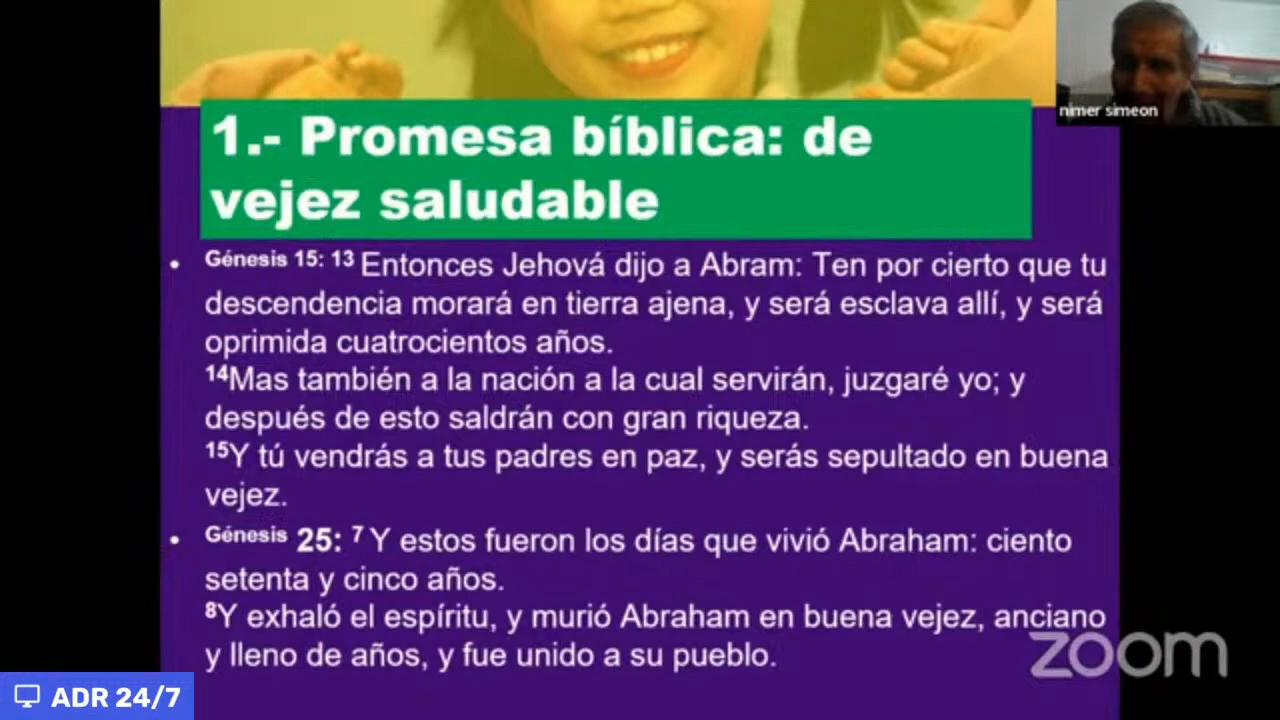 nimer simeon
1.- Promesa bíblica: de
vejez saludable
• Génesis 15: 13 Entonces Jehová dijo a Abram: Ten por cierto que tu
descendencia morará en tierra ajena, y será esclava allí, y será
oprimida cuatrocientos años.
14Mas también a la nación a la cual servirán, juzgaré yo; y
después de esto saldrán con gran riqueza.
15Y tú vendrás a tus padres en paz, y serás sepultado en buena
vejez.
• Génesis 25: 7 Y estos fueron los días que vivió Abraham: ciento
setenta y cinco años.
8Y exhaló el espíritu, y murió Abraham en buena vejez, anciano
y lleno de años, y fue unido a su pueblo.
zoom
ADR 24/7